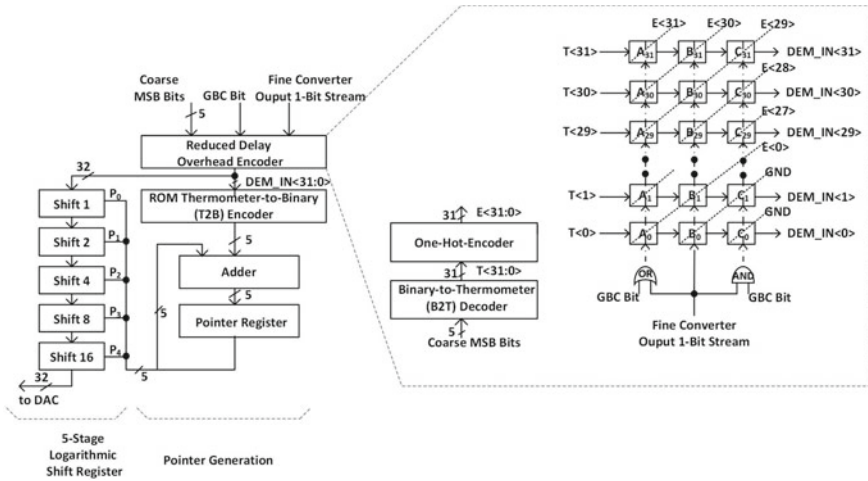 Coarse
MSB Bits
GBC Bit
Fine Converter
Ouput 1-Bit Stream
5
Reduced Delay
Overhead Encoder
32
DEM_IN<31:0>
Shift 1
P0
ROM Thermometer-to-Binary
(T2B) Encoder
Shift 2
P1
5
Shift 4
P2
Adder
5
Shift 8
P3
5
Pointer Register
Shift 16
P4
5
32
to DAC
5-Stage
Logarithmic
Shift Register
Pointer Generation
31
E<31:0>
One-Hot-Encoder
31
T<31:0>
Binary-to-Thermometer
(B2T) Decoder
5
Coarse MSB Bits
E<31>
E<30>
E<29>
T<31>
A31
B31
C31
DEM_IN<31>
E<28>
T<30>
A30
B30
C30
DEM_IN<30>
E<27>
T<29>
A29
B29
C29
DEM_IN<29>
E<0>
GND
T<1>
A1
B1
C1
DEM_IN<1>
GND
T<0>
A0
B0
C0
DEM_IN<0>
OR
AND
GBC Bit
GBC Bit
Fine Converter
Ouput 1-Bit Stream